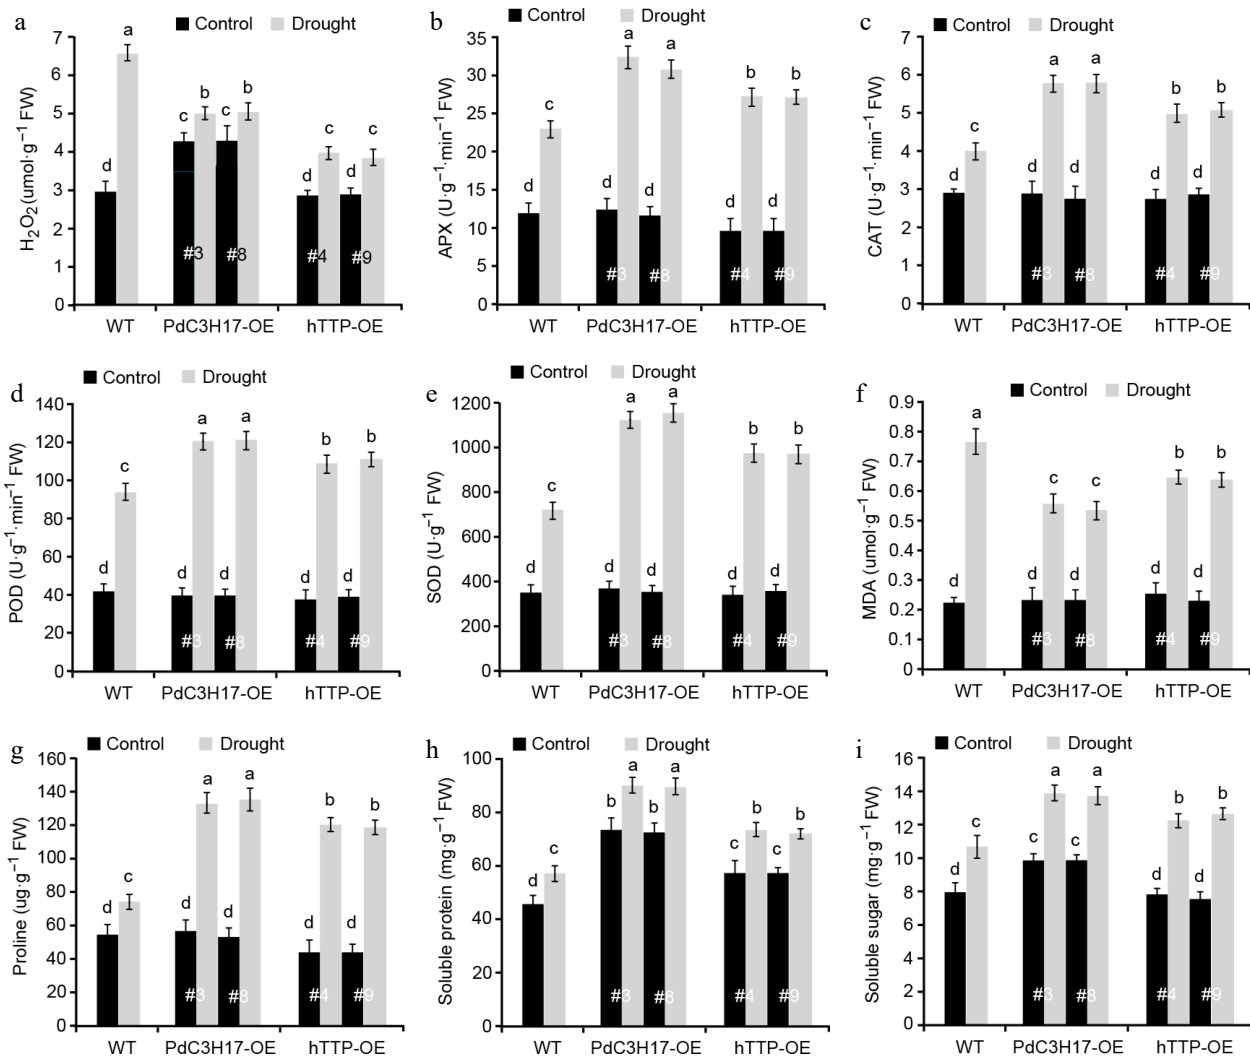 a
Control Drought
H2O2 (umol·g−1 FW)
7
6
5
4
3
2
1
0
d a c b c b d c d c
#3 #8 #4 #9
WT PdC3H17-OE hTTP-OE
b
Control Drought
APX (U·g−1·min−1 FW)
35
30
25
20
15
10
5
0
d c d a d a d b d b
#3 #8 #4 #9
WT PdC3H17-OE hTTP-OE
c
Control Drought
CAT (U·g−1·min−1 FW)
7
6
5
4
3
2
1
0
d c d a d a d b d b
#3 #8 #4 #9
WT PdC3H17-OE hTTP-OE
d
Control Drought
POD (U·g−1·min−1 FW)
140
120
100
80
60
40
20
0
d c d a d a d b d b
#3 #8 #4 #9
WT PdC3H17-OE hTTP-OE
e
Control Drought
SOD (U·g−1 FW)
1200
1000
800
600
400
200
0
d c d a d a d b d b
#3 #8 #4 #9
WT PdC3H17-OE hTTP-OE
f
Control Drought
MDA (umol·g−1 FW)
0.9
0.8
0.7
0.6
0.5
0.4
0.3
0.2
0.1
0
d a d c d c d b d b
#3 #8 #4 #9
WT PdC3H17-OE hTTP-OE
g
Control Drought
Proline (ug·g−1 FW)
160
140
120
100
80
60
40
20
0
d c d a d a d b d b
#3 #8 #4 #9
WT PdC3H17-OE hTTP-OE
h
Control Drought
Soluble protein (mg·g−1 FW)
100
80
60
40
20
0
d c b a b a c b c b
#3 #8 #4 #9
WT PdC3H17-OE hTTP-OE
i
Control Drought
Soluble sugar (mg·g−1 FW)
16
14
12
10
8
6
4
2
0
d c c a c a d b d b
#3 #8 #4 #9
WT PdC3H17-OE hTTP-OE